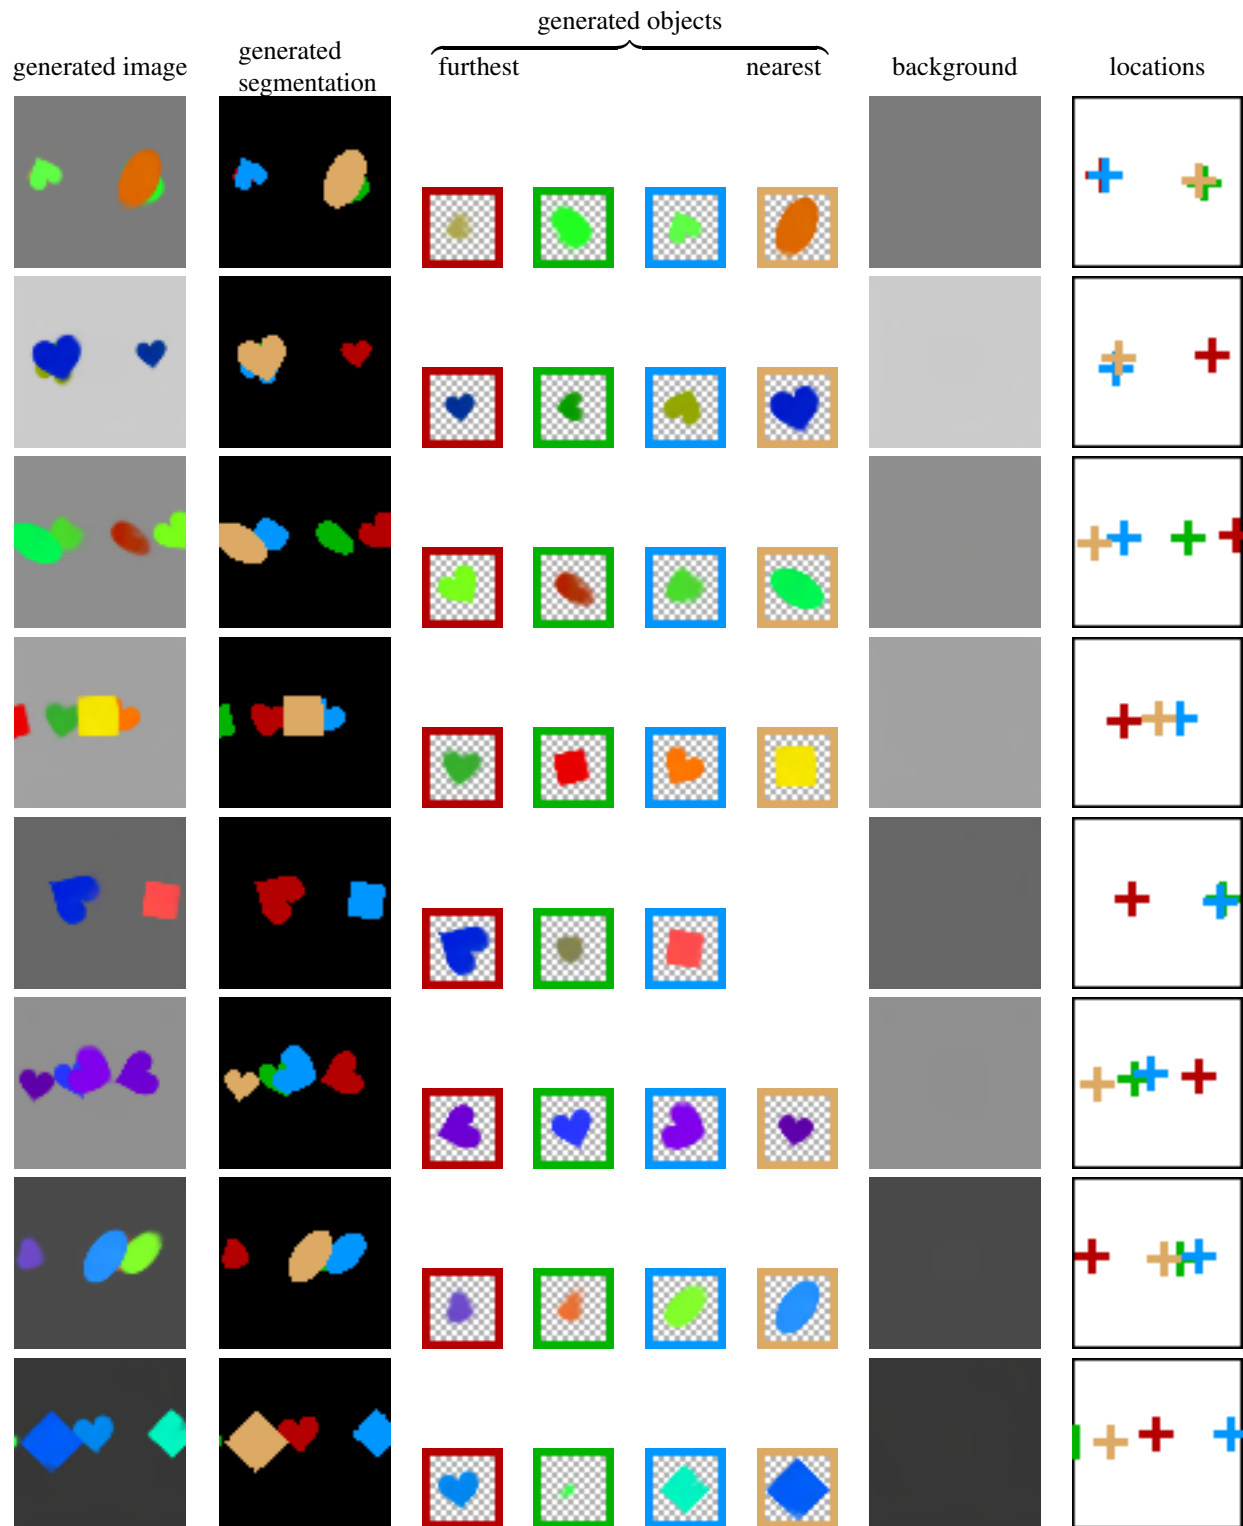 generated objects
generated image
generated
segmentation
furthest
nearest
background
locations